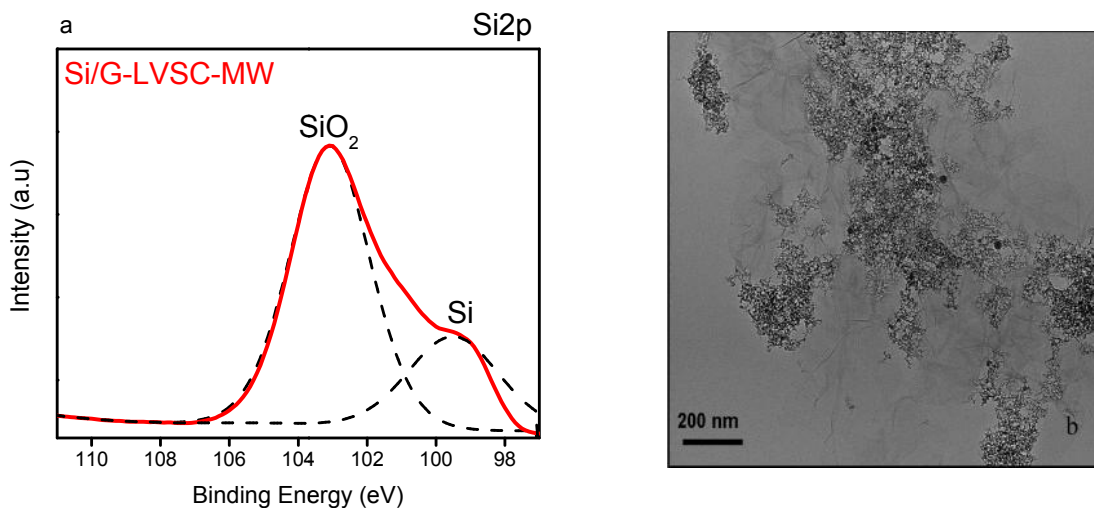 a
Si2p
Si/G-LVSC-MW
SiO₂
Si
Intensity (a.u)
110 108 106 104 102 100 98
Binding Energy (eV)
200 nm
b